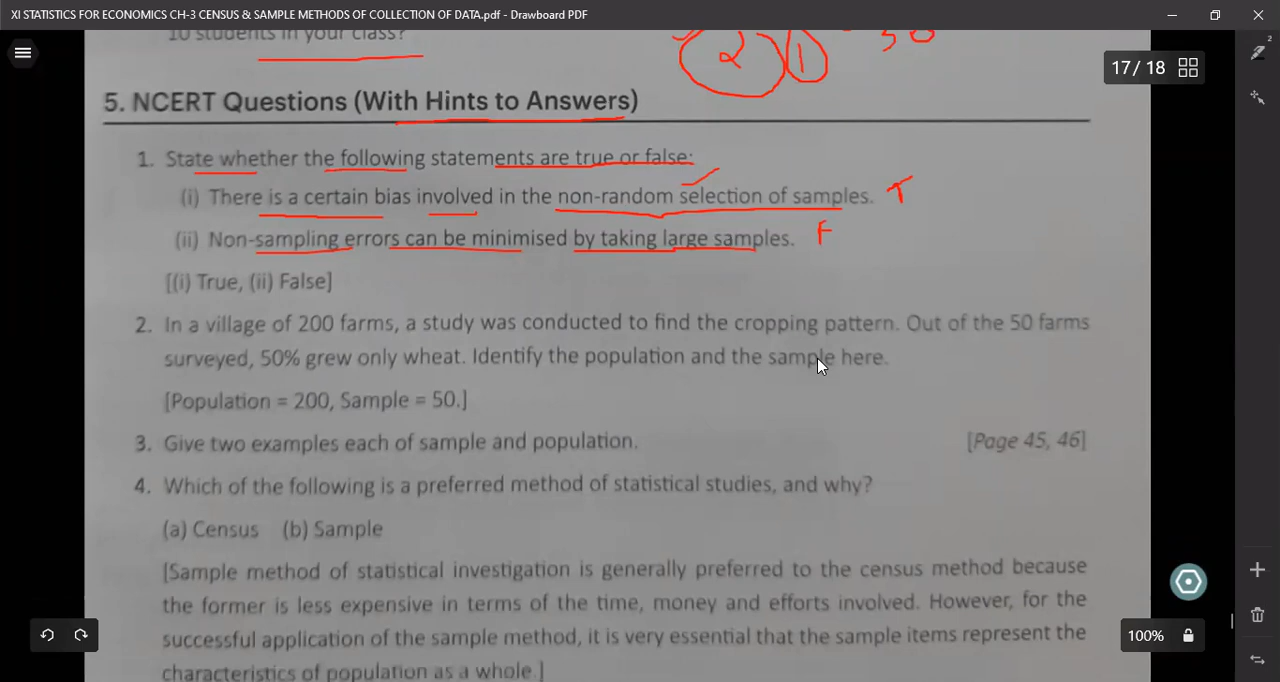 XI STATISTICS FOR ECONOMICS CH-3 CENSUS & SAMPLE METHODS OF COLLECTION OF DATA.pdf - Drawboard PDF
10 students in your class?
2 1 30
17/ 18
2
5. NCERT Questions (With Hints to Answers)
1. State whether the following statements are true or false:
(i) There is a certain bias involved in the non-random selection of samples. T
(ii) Non-sampling errors can be minimised by taking large samples. F
[(i) True, (ii) False]
2. In a village of 200 farms, a study was conducted to find the cropping pattern. Out of the 50 farms
surveyed, 50% grew only wheat. Identify the population and the sample here.
[Population = 200, Sample = 50.]
3. Give two examples each of sample and population. [Page 45, 46]
4. Which of the following is a preferred method of statistical studies, and why?
(a) Census (b) Sample
[Sample method of statistical investigation is generally preferred to the census method because
the former is less expensive in terms of the time, money and efforts involved. However, for the
successful application of the sample method, it is very essential that the sample items represent the
characteristics of population as a whole.]
100%